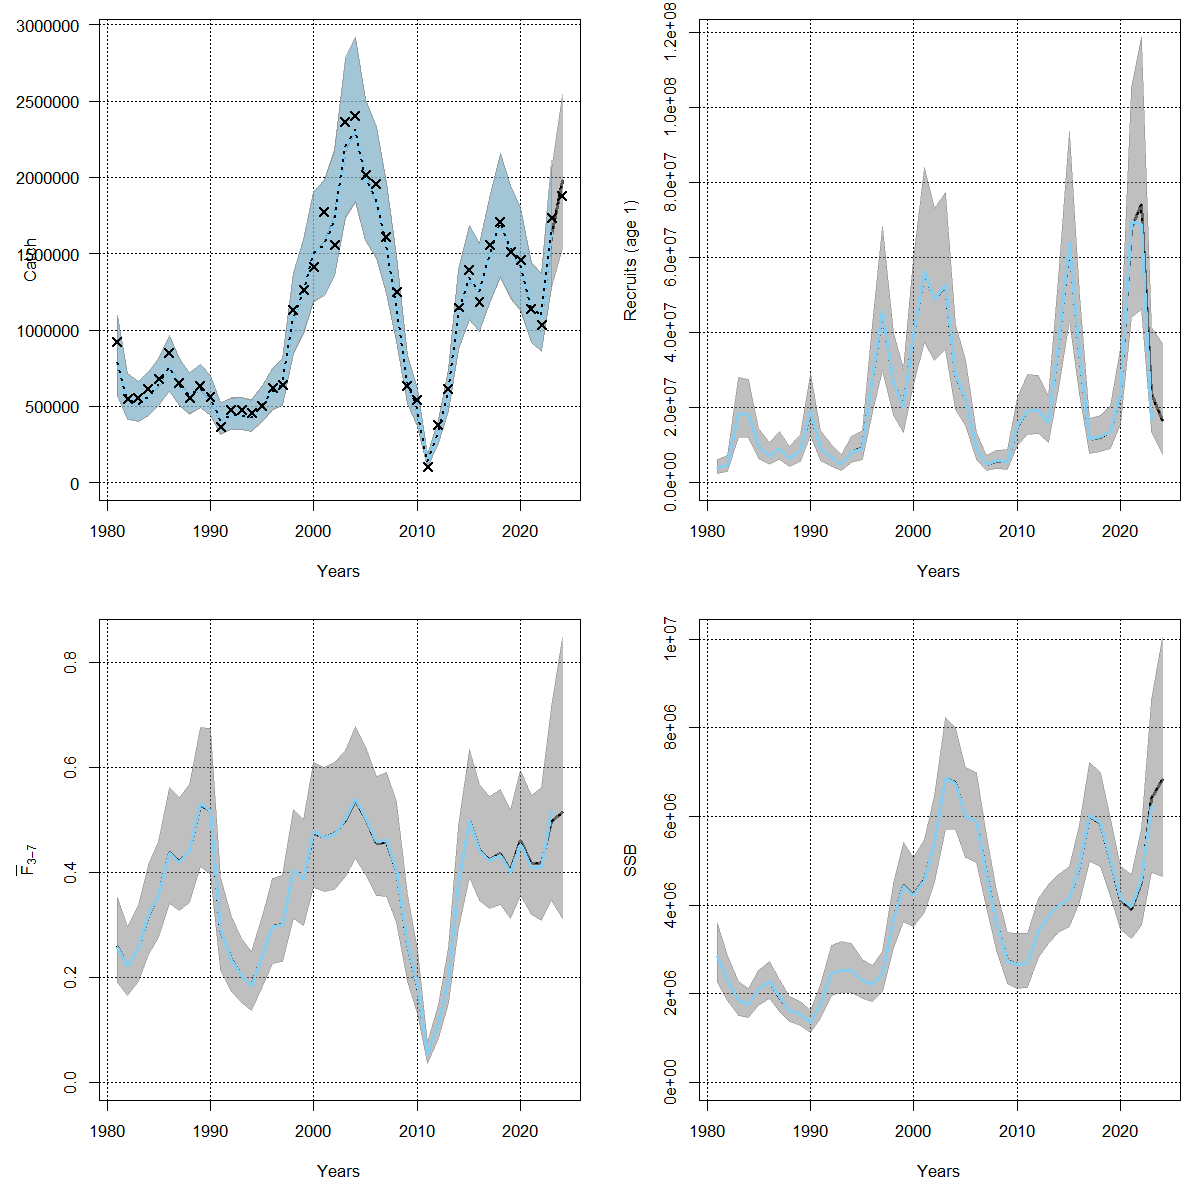 3000000
2500000
2000000
1500000
1000000
500000
0
Catch
1980 1990 2000 2010 2020
Years
1.2e+08
1.0e+08
8.0e+07
6.0e+07
4.0e+07
2.0e+07
0.0e+00
Recruits (age 1)
1980 1990 2000 2010 2020
Years
0.8
0.6
0.4
0.2
0.0
F̅3−7
1980 1990 2000 2010 2020
Years
1e+07
8e+06
6e+06
4e+06
2e+06
0e+00
SSB
1980 1990 2000 2010 2020
Years